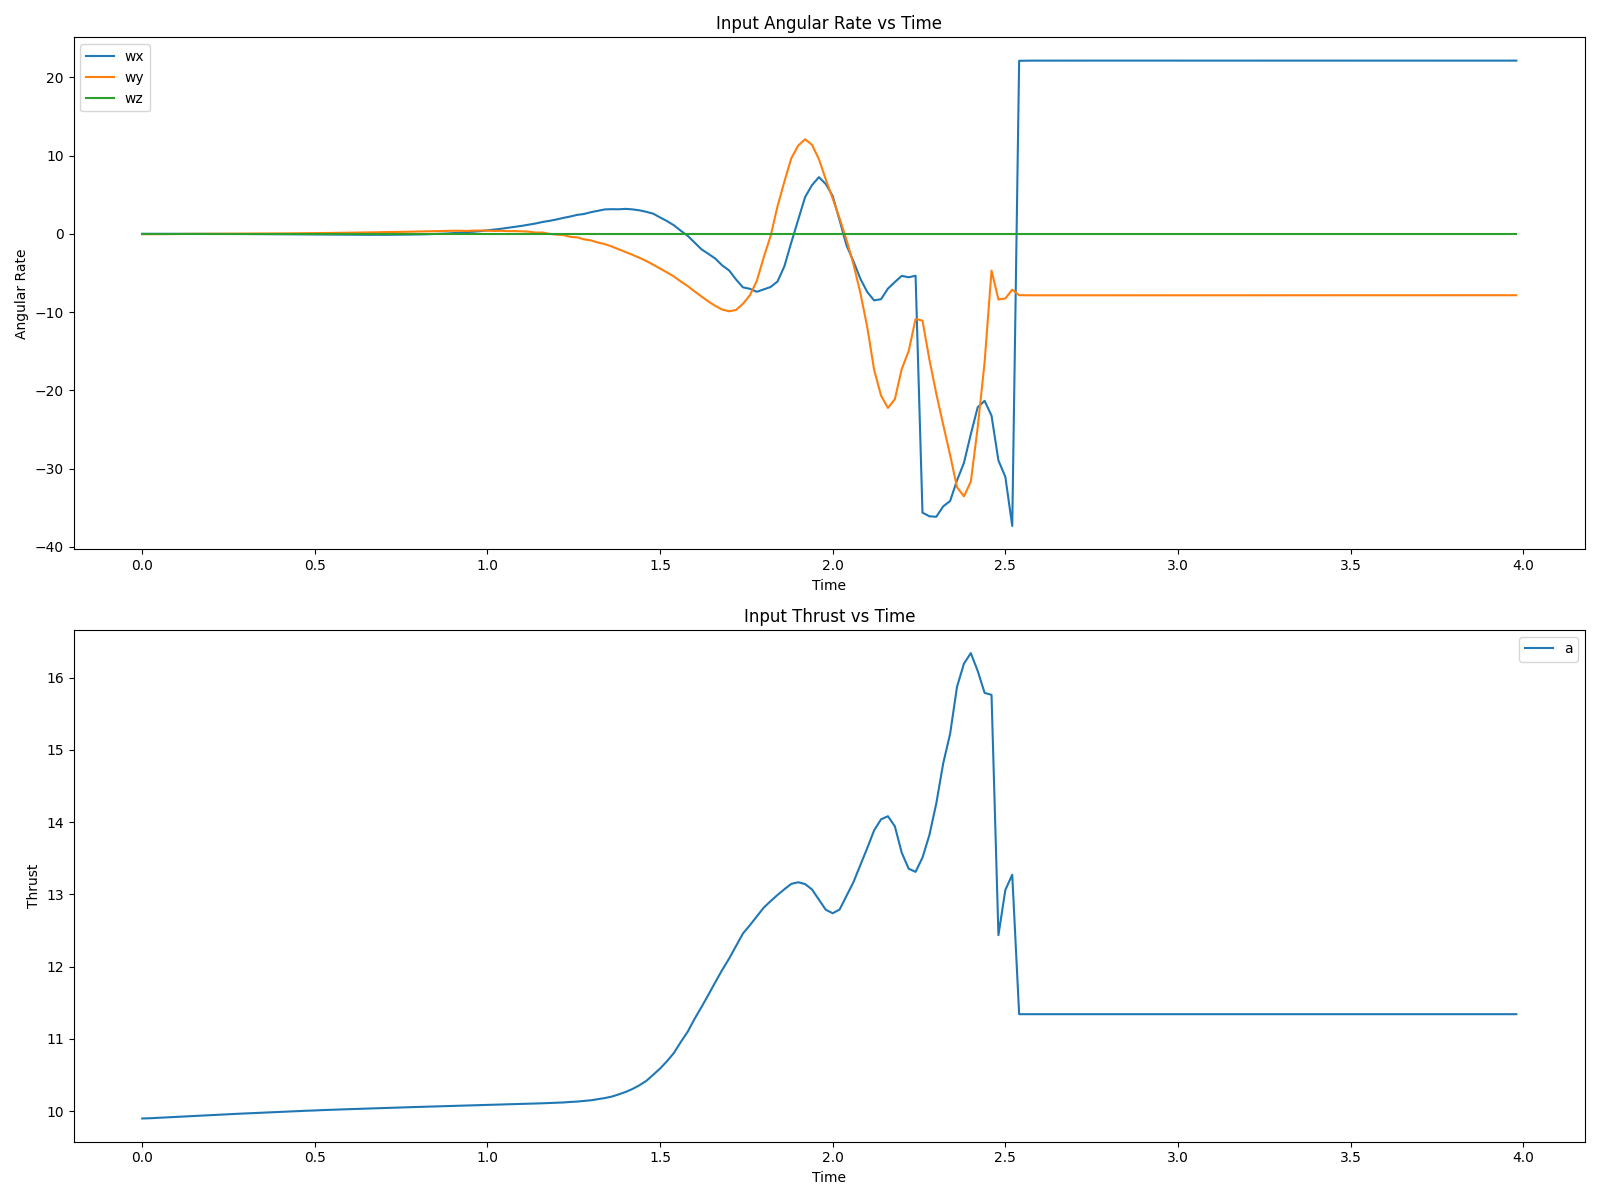 Input Angular Rate vs Time
wx
wy
wz
20
10
0
−10
−20
−30
−40
Angular Rate
0.0 0.5 1.0 1.5 2.0 2.5 3.0 3.5 4.0
Time
Input Thrust vs Time
a
16
15
14
13
12
11
10
Thrust
0.0 0.5 1.0 1.5 2.0 2.5 3.0 3.5 4.0
Time